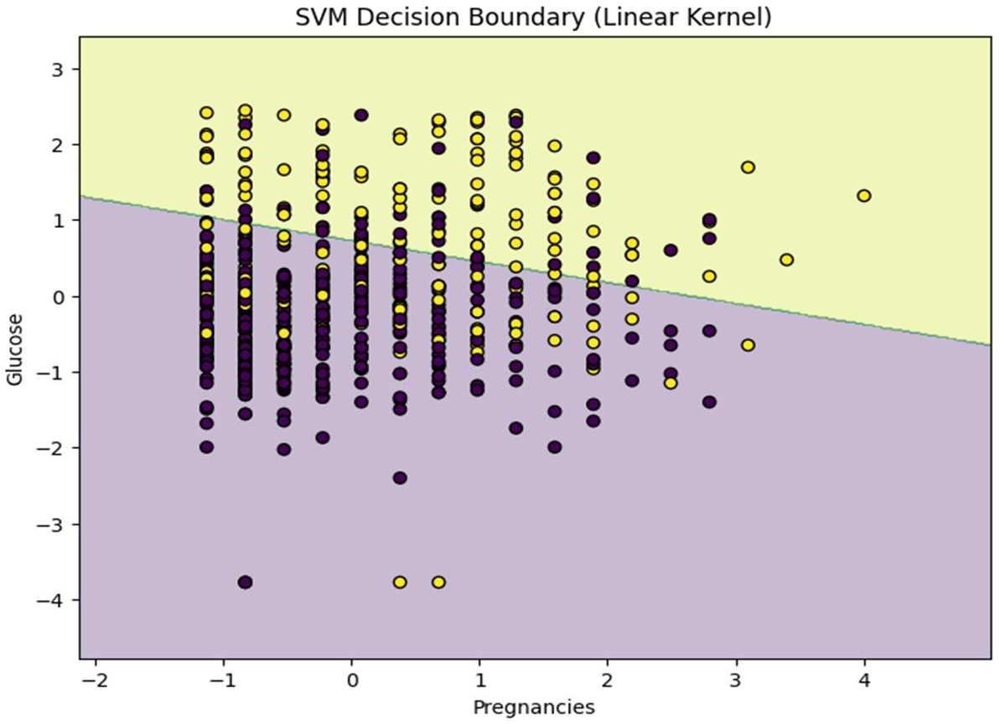 SVM Decision Boundary (Linear Kernel)
3
2
1
0
−1
−2
−3
−4
Glucose
−2 −1 0 1 2 3 4
Pregnancies